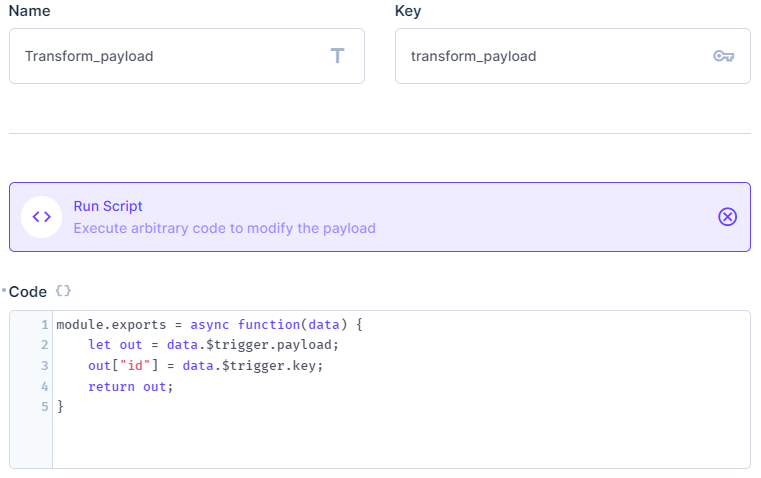 Name
Key
Transform_payload
transform_payload
Run Script
Execute arbitrary code to modify the payload
Code {}
1 module.exports = async function(data) {
2     let out = data.$trigger.payload;
3     out["id"] = data.$trigger.key;
4     return out;
5 }